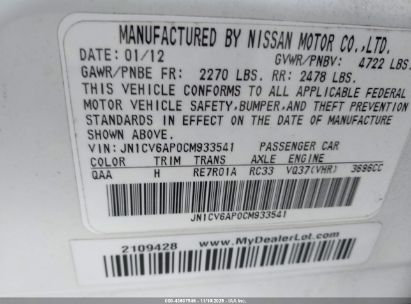 MANUFACTURED BY NISSAN MOTOR CO.,LTD.
DATE: 01/12 GVWR/PNBV: 4722 LBS.
GAWR/PNBE FR: 2270 LBS. RR: 2478 LBS.
THIS VEHICLE CONFORMS TO ALL APPLICABLE FEDERAL
MOTOR VEHICLE SAFETY,BUMPER,AND THEFT PREVENTION
STANDARDS IN EFFECT ON THE DATE OF MANUFACTURE
SHOWN ABOVE.
VIN: JN1CV6AP0CM933541 PASSENGER CAR
COLOR TRIM TRANS AXLE ENGINE
QAA H RE7R01A RC33 VQ37(VHR) 3696CC
JN1CV6AP0CM933541
2109428 www.MyDealerLot.com